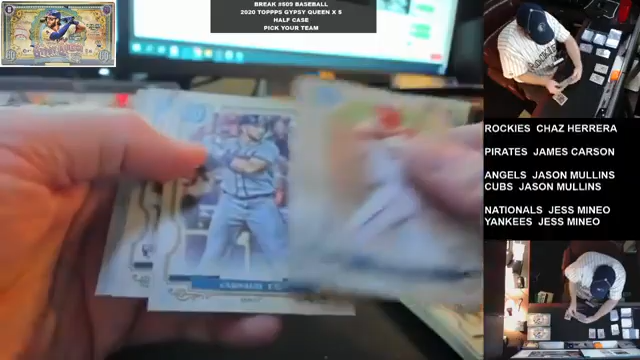 BREAK #609 BASEBALL
2020 TOPPPS GYPSY QUEEN X 5
HALF CASE
PICK YOUR TEAM
ROCKIES CHAZ HERRERA
PIRATES JAMES CARSON
ANGELS JASON MULLINS
CUBS JASON MULLINS
NATIONALS JESS MINEO
YANKEES JESS MINEO